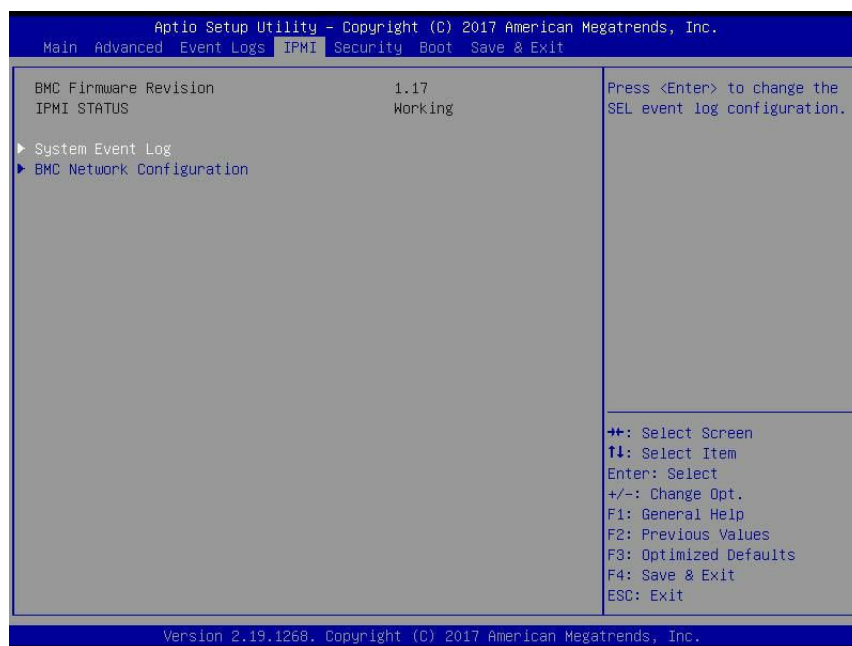 Aptio Setup Utility – Copyright (C) 2017 American Megatrends, Inc.
Main Advanced Event Logs IPMI Security Boot Save & Exit
BMC Firmware Revision 1.17
IPMI STATUS Working
▶ System Event Log
▶ BMC Network Configuration
Press <Enter> to change the
SEL event log configuration.
→←: Select Screen
↑↓: Select Item
Enter: Select
+/-: Change Opt.
F1: General Help
F2: Previous Values
F3: Optimized Defaults
F4: Save & Exit
ESC: Exit
Version 2.19.1268. Copyright (C) 2017 American Megatrends, Inc.